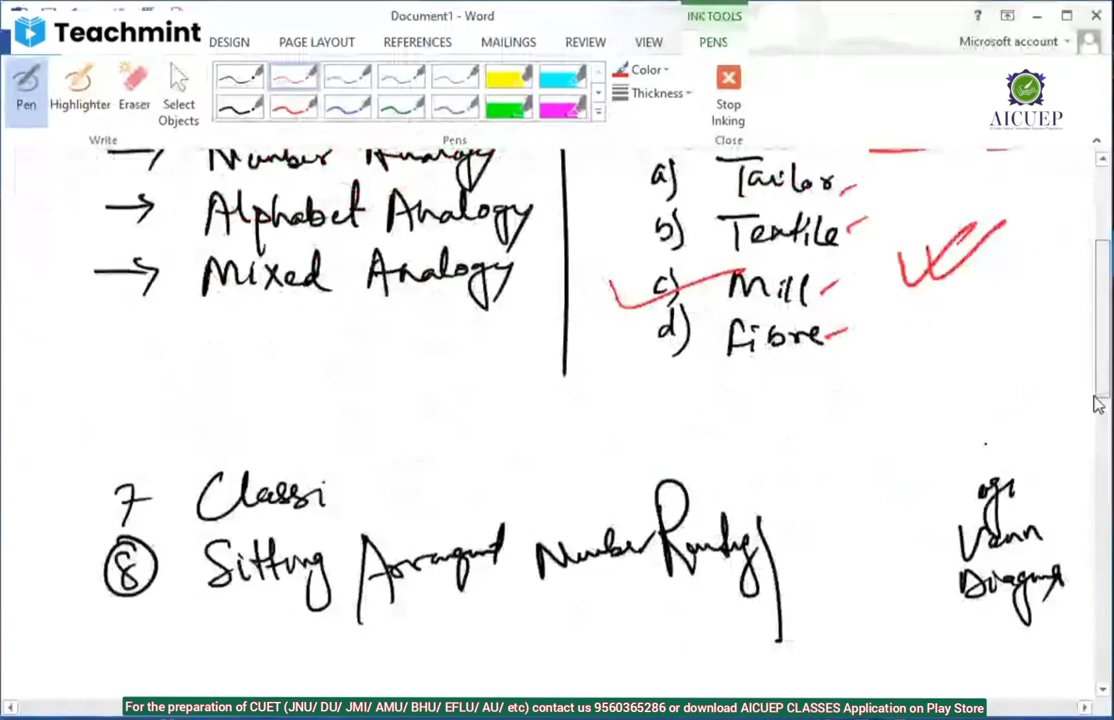 Document1 - Word
INK TOOLS
Teachmint
DESIGN PAGE LAYOUT REFERENCES MAILINGS REVIEW VIEW PENS
Microsoft account
Pen Highlighter Eraser Select Objects
Color
Thickness
Stop Inking
AICUEP
Write Pens Close
→ Number Analogy
→ Alphabet Analogy
→ Mixed Analogy
a) Tailor
b) Textile
c) Mill
d) Fibre
7 Classi
8 Sitting Number
Venn
For the preparation of CUET (JNU/ DU/ JMI/ AMU/ BHU/ EFLU/ AU/ etc) contact us 9560365286 or download AICUEP CLASSES Application on Play Store